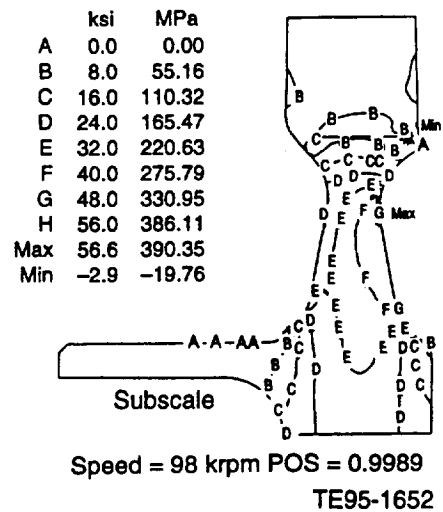 ksi MPa
A 0.0 0.00
B 8.0 55.16
C 16.0 110.32
D 24.0 165.47
E 32.0 220.63
F 40.0 275.79
G 48.0 330.95
H 56.0 386.11
Max 56.6 390.35
Min –2.9 –19.76
B
B B
C B B B Min
B A
C C C C
D D D D
E E
E
D E F G Max
E
E
E
E F
E
E E F G
A - A - AA B C D E E E E C B
B C E E D C
B C D E D C
B C D
C D
D D
Subscale
Speed = 98 krpm POS = 0.9989
TE95-1652